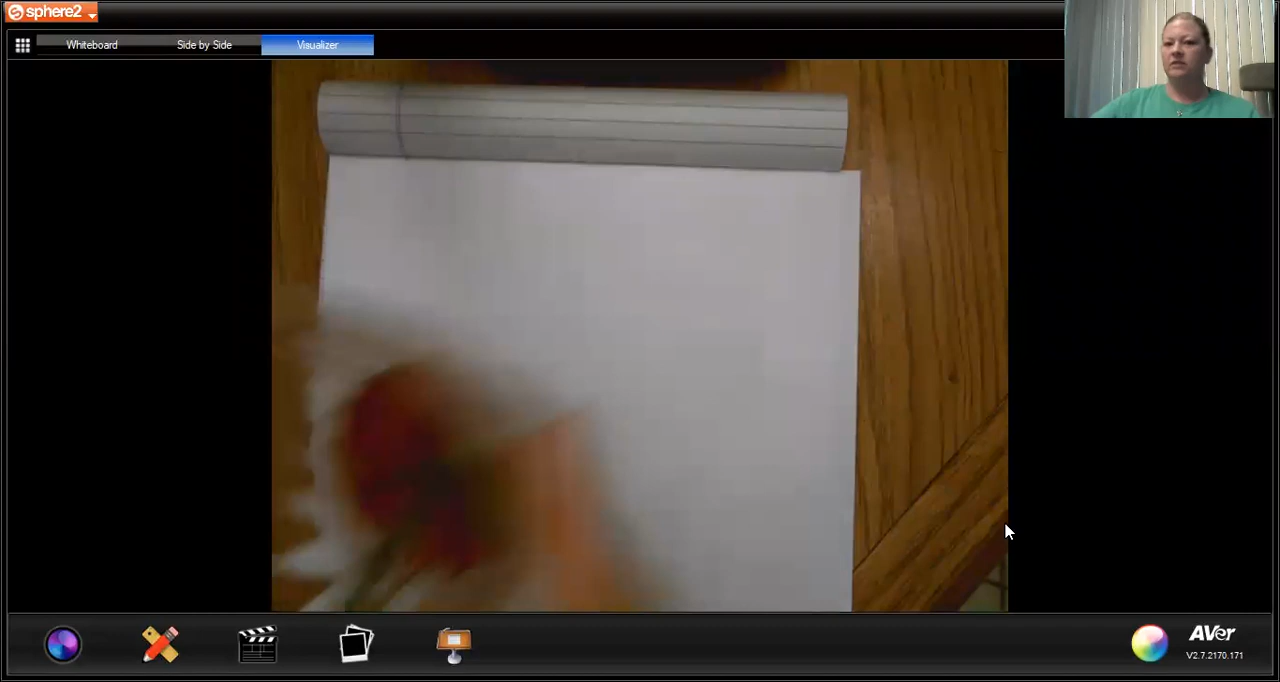 sphere2
Whiteboard
Side by Side
Visualizer
AVer
V2.7.2170.171